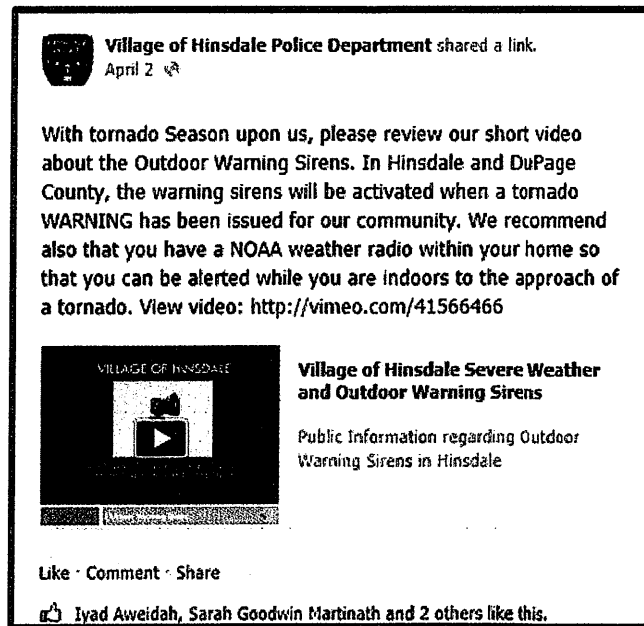 Village of Hinsdale Police Department shared a link.
April 2
With tornado Season upon us, please review our short video
about the Outdoor Warning Sirens. In Hinsdale and DuPage
County, the warning sirens will be activated when a tornado
WARNING has been issued for our community. We recommend
also that you have a NOAA weather radio within your home so
that you can be alerted while you are indoors to the approach of
a tornado. View video: http://vimeo.com/41566466
VILLAGE OF HINSDALE
Village of Hinsdale Severe Weather
and Outdoor Warning Sirens
Public Information regarding Outdoor
Warning Sirens in Hinsdale
Like · Comment · Share
Iyad Aweidah, Sarah Goodwin Martinath and 2 others like this.